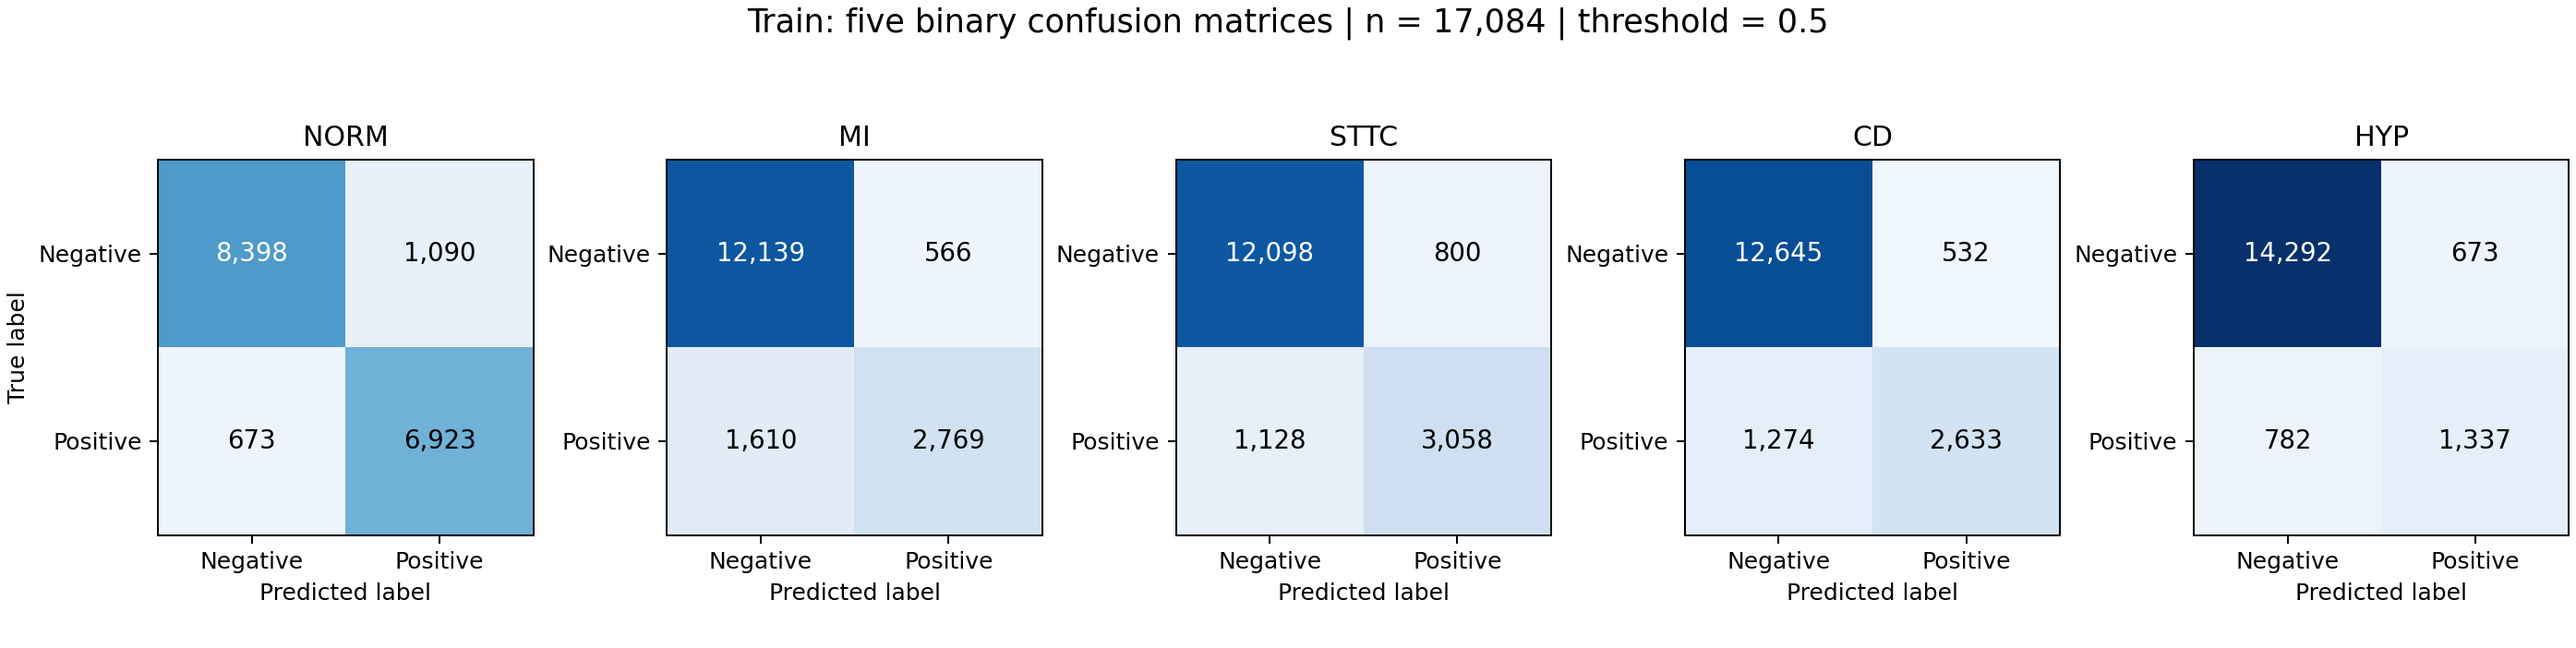 Train: five binary confusion matrices | n = 17,084 | threshold = 0.5
NORM
True label
Negative
8,398 1,090
Positive
673 6,923
Negative Positive
Predicted label
MI
Negative
12,139 566
Positive
1,610 2,769
Negative Positive
Predicted label
STTC
Negative
12,098 800
Positive
1,128 3,058
Negative Positive
Predicted label
CD
Negative
12,645 532
Positive
1,274 2,633
Negative Positive
Predicted label
HYP
Negative
14,292 673
Positive
782 1,337
Negative Positive
Predicted label